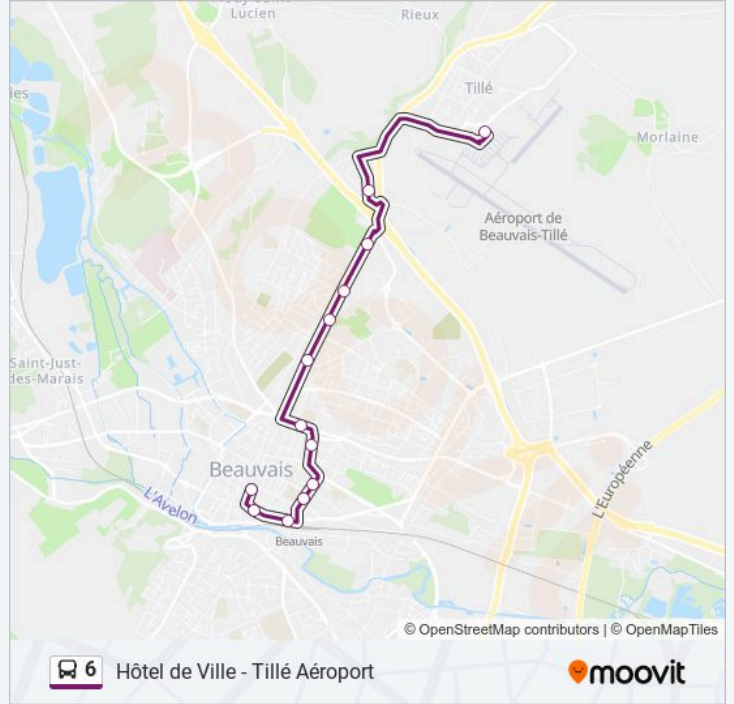 Lucien
Rieux
Tillé
Morlaine
Aéroport de
Beauvais-Tillé
Saint-Just-
des-Marais
Beauvais
L'Avelon
L'Européenne
Beauvais
© OpenStreetMap contributors | © OpenMapTiles
6 Hôtel de Ville - Tillé Aéroport
moovit